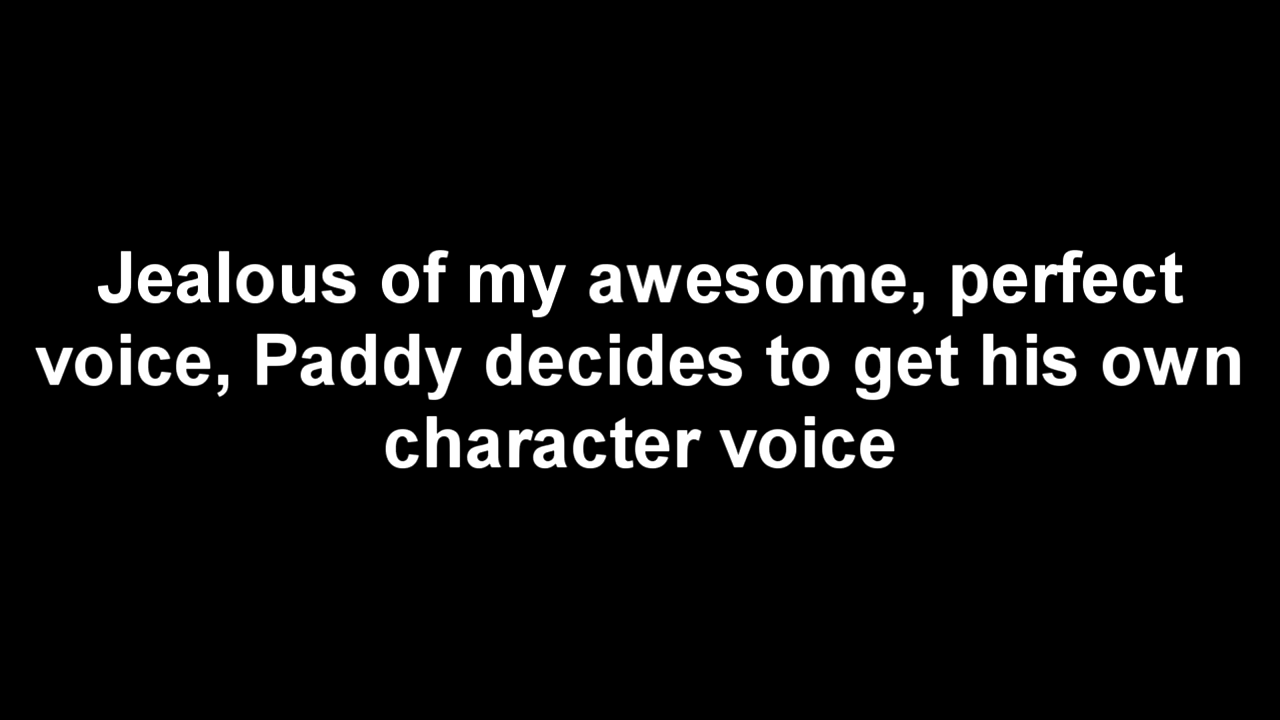 Jealous of my awesome, perfect
voice, Paddy decides to get his own
character voice